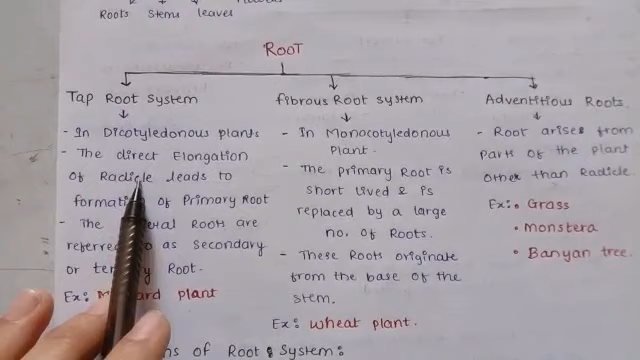 Roots Stems leaves
ROOT
Tap Root System
- In Dicotyledonous plants
- The direct Elongation
Of Radicle leads to
formation of Primary Root
- The Roots are
referred to as Secondary
or Root.
Ex: plant
fibrous Root system
- In Monocotyledonous
Plant.
- The primary Root is
short lived & is
replaced by a large
no. of Roots.
- These Roots originate
from the base of the
stem.
Ex: wheat plant.
Adventitious Roots.
- Root arises from
parts of the plant
other than Radicle.
Ex: • Grass
• monstera
• Banyan tree.
of Root System: